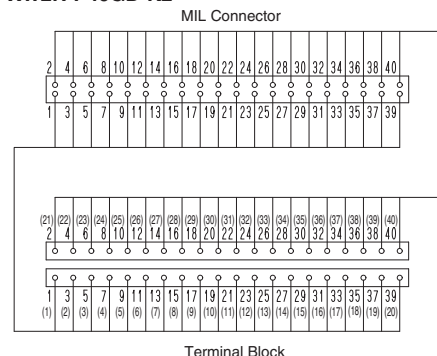 MIL Connector
2 4 6 8 10 12 14 16 18 20 22 24 26 28 30 32 34 36 38 40
1 3 5 7 9 11 13 15 17 19 21 23 25 27 29 31 33 35 37 39
(21) (22) (23) (24) (25) (26) (27) (28) (29) (30) (31) (32) (33) (34) (35) (36) (37) (38) (39) (40)
2 4 6 8 10 12 14 16 18 20 22 24 26 28 30 32 34 36 38 40
1 3 5 7 9 11 13 15 17 19 21 23 25 27 29 31 33 35 37 39
(1) (2) (3) (4) (5) (6) (7) (8) (9) (10) (11) (12) (13) (14) (15) (16) (17) (18) (19) (20)
Terminal Block